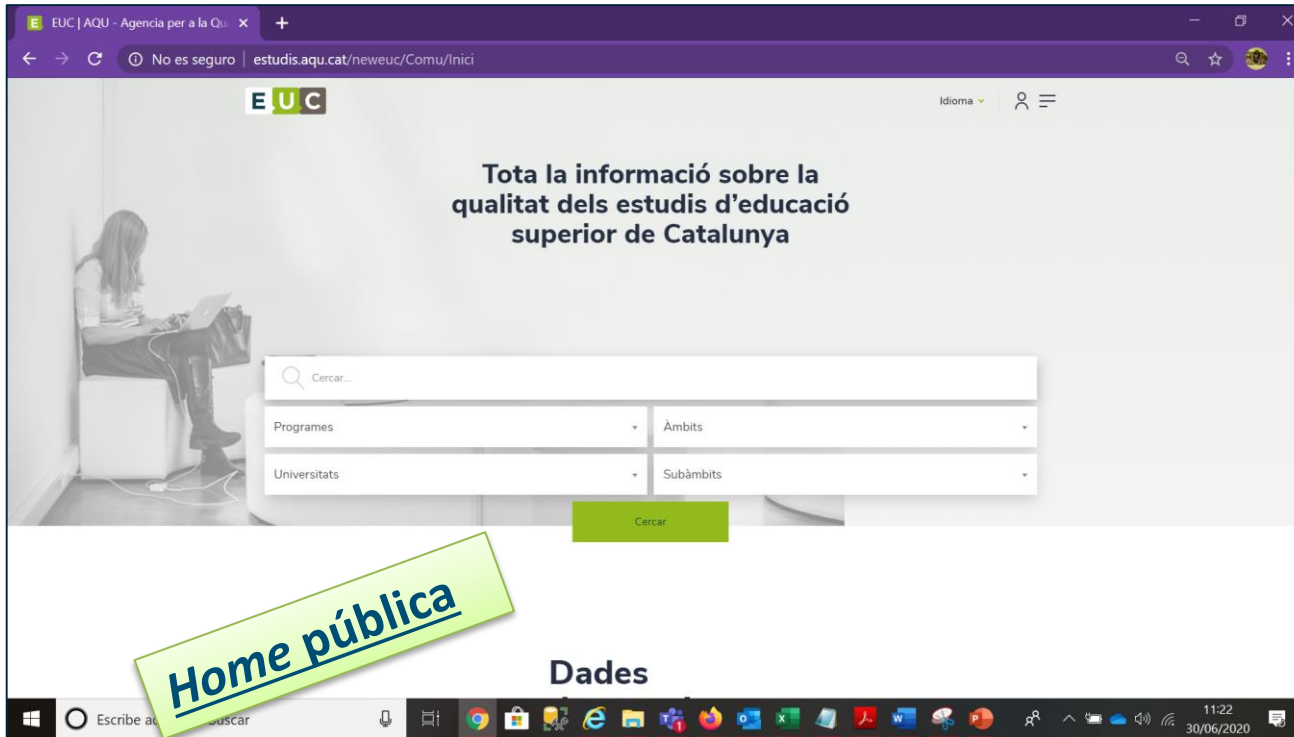 E EUC | AQU - Agencia per a la Qu
No es seguro | estudis.aqu.cat/neweuc/Comu/Inici
EUC
Idioma
Tota la informació sobre la
qualitat dels estudis d'educació
superior de Catalunya
Cercar...
Programes
Àmbits
Universitats
Subàmbits
Cercar
Home pública
Dades
Escribe aq buscar
11:22
30/06/2020